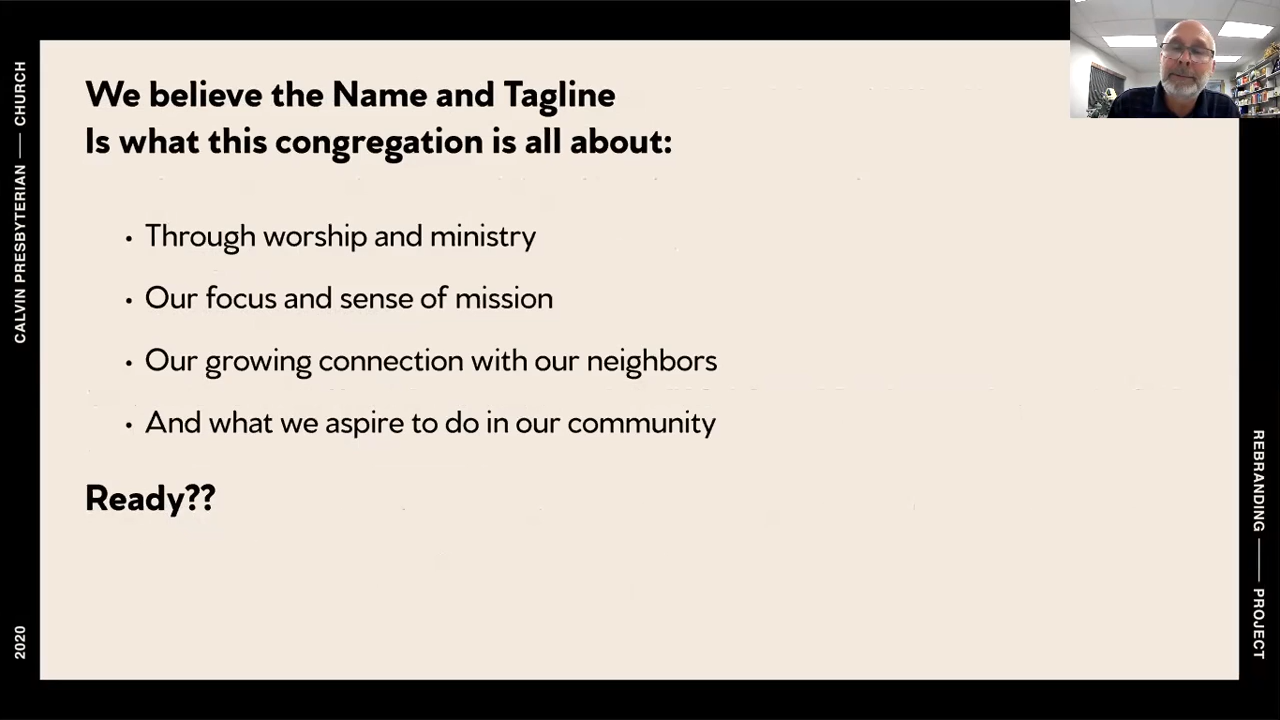 We believe the Name and Tagline
Is what this congregation is all about:
• Through worship and ministry
• Our focus and sense of mission
• Our growing connection with our neighbors
• And what we aspire to do in our community
Ready??
CALVIN PRESBYTERIAN — CHURCH
2020
REBRANDING — PROJECT